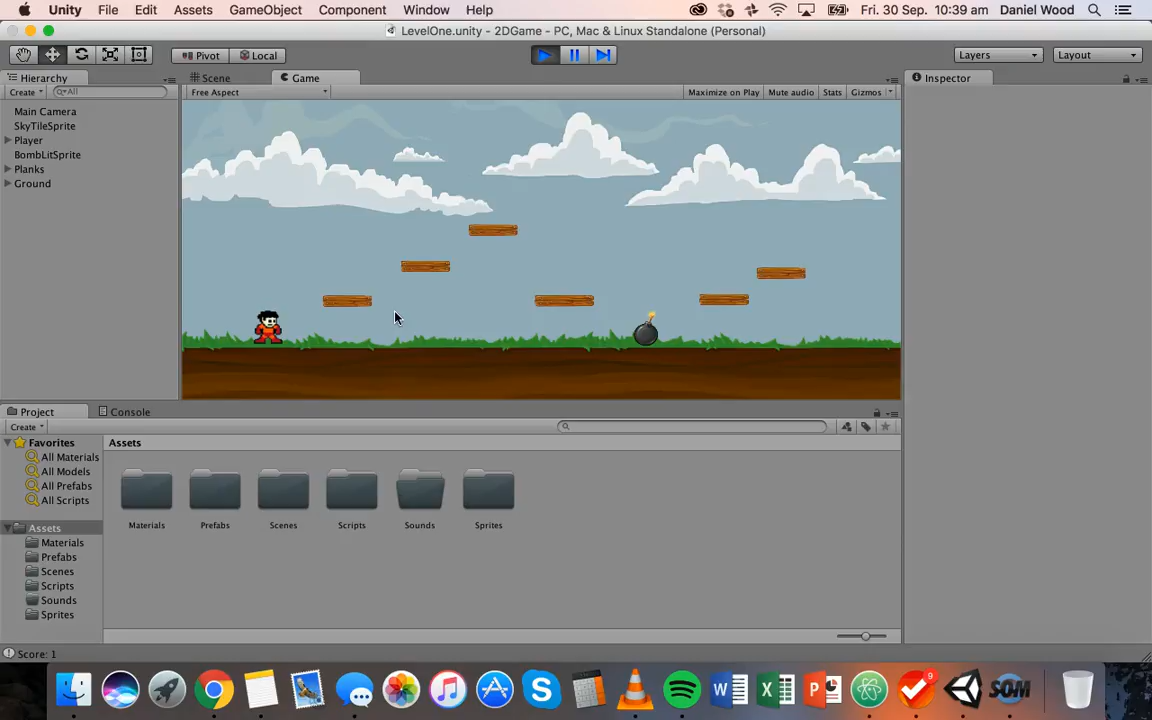 Unity File Edit Assets GameObject Component Window Help Fri. 30 Sep. 10:39 am Daniel Wood
LevelOne.unity - 2DGame - PC, Mac & Linux Standalone (Personal)
Pivot Local Layers Layout
Hierarchy Scene Game Inspector
Create All Free Aspect Maximize on Play Mute audio Stats Gizmos
Main Camera
SkyTileSprite
Player
BombLitSprite
Planks
Ground
Project Console
Create
Favorites Assets
All Materials
All Models
All Prefabs
All Scripts
Materials Prefabs Scenes Scripts Sounds Sprites
Assets
Materials
Prefabs
Scenes
Scripts
Sounds
Sprites
Score: 1
9
SOM